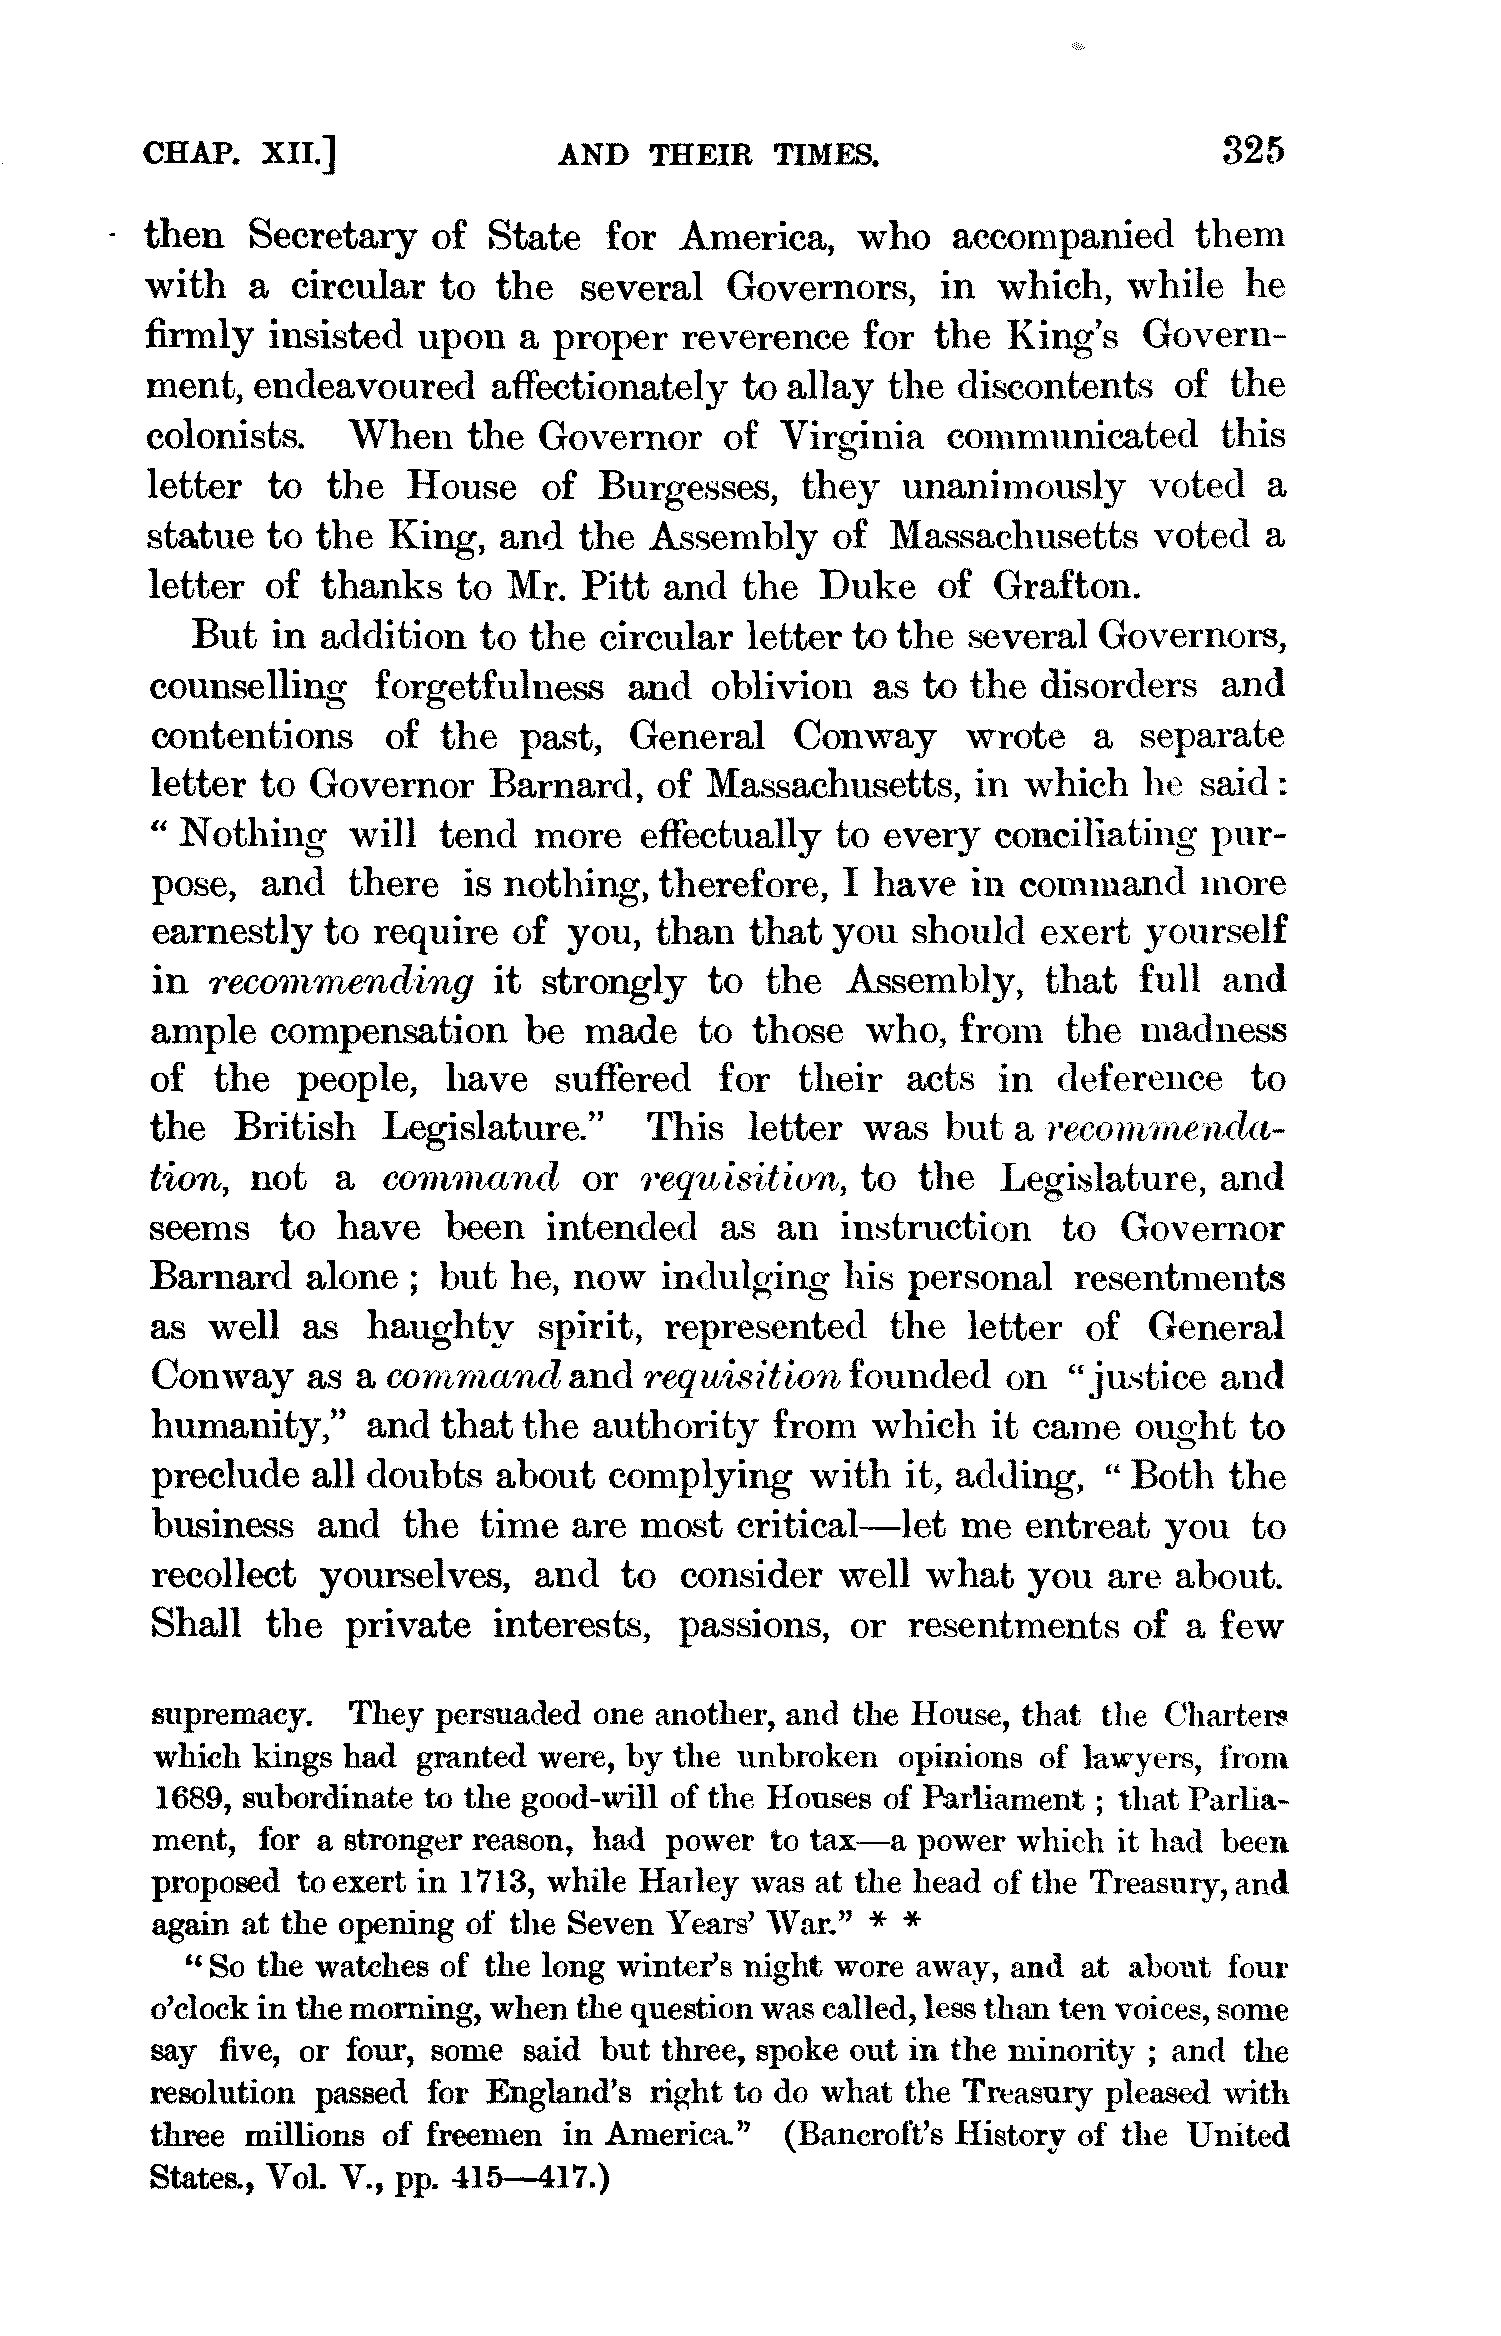 CHAP. XII.] AND THEIR TIMES. 325
then Secretary of State for America, who accompanied them
with a circular to the several Governors, in which, while he
firmly insisted upon a proper reverence for the King's Govern-
ment, endeavoured affectionately to allay the discontents of the
colonists. When the Governor of Virginia communicated this
letter to the House of Burgesses, they unanimously voted a
statue to the King, and the Assembly of Massachusetts voted a
letter of thanks to Mr. Pitt and the Duke of Grafton.
But in addition to the circular letter to the several Governors,
counselling forgetfulness and oblivion as to the disorders and
contentions of the past, General Conway wrote a separate
letter to Governor Barnard, of Massachusetts, in which he said:
“Nothing will tend more effectually to every conciliating pur-
pose, and there is nothing, therefore, I have in command more
earnestly to require of you, than that you should exert yourself
in recommending it strongly to the Assembly, that full and
ample compensation be made to those who, from the madness
of the people, have suffered for their acts in deference to
the British Legislature.” This letter was but a recommenda-
tion, not a command or requisition, to the Legislature, and
seems to have been intended as an instruction to Governor
Barnard alone; but he, now indulging his personal resentments
as well as haughty spirit, represented the letter of General
Conway as a command and requisition founded on “justice and
humanity,” and that the authority from which it came ought to
preclude all doubts about complying with it, adding, “Both the
business and the time are most critical—let me entreat you to
recollect yourselves, and to consider well what you are about.
Shall the private interests, passions, or resentments of a few
supremacy. They persuaded one another, and the House, that the Charters
which kings had granted were, by the unbroken opinions of lawyers, from
1689, subordinate to the good-will of the Houses of Parliament; that Parlia-
ment, for a stronger reason, had power to tax—a power which it had been
proposed to exert in 1713, while Harley was at the head of the Treasury, and
again at the opening of the Seven Years' War.” * *
“So the watches of the long winter's night wore away, and at about four
o'clock in the morning, when the question was called, less than ten voices, some
say five, or four, some said but three, spoke out in the minority; and the
resolution passed for England's right to do what the Treasury pleased with
three millions of freemen in America.” (Bancroft's History of the United
States., Vol. V., pp. 415—417.)